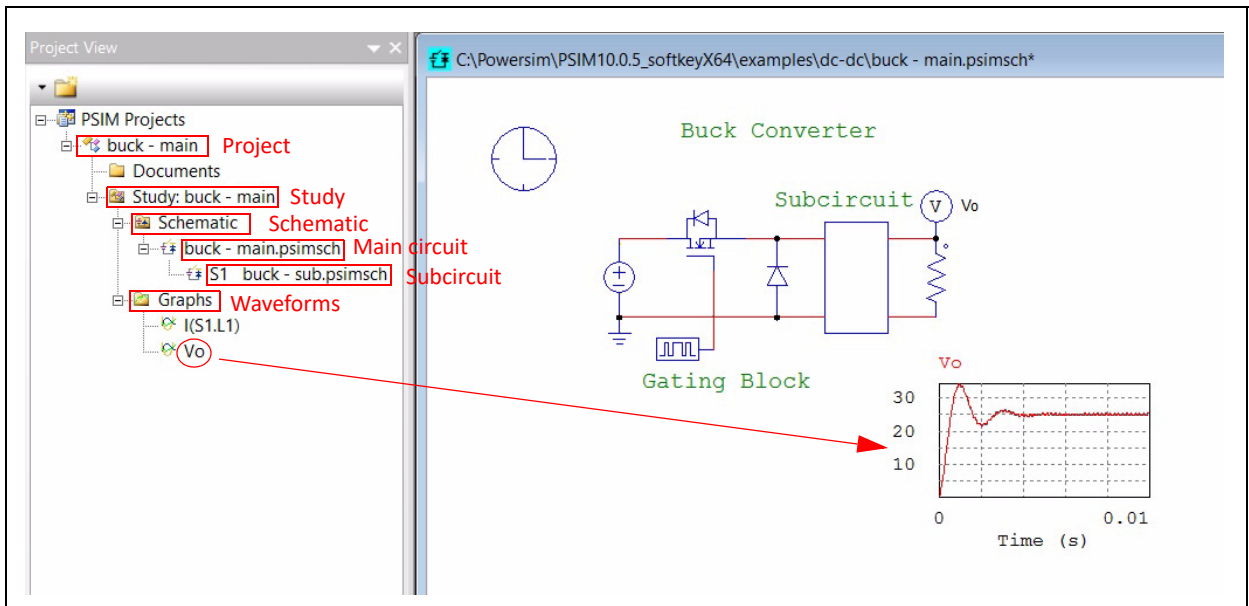 Project View
C:\Powersim\PSIM10.0.5_softkeyX64\examples\dc-dc\buck - main.psimsch*
PSIM Projects
buck - main Project
Documents
Study: buck - main Study
Schematic Schematic
buck - main.psimsch Main circuit
S1 buck - sub.psimsch Subcircuit
Graphs Waveforms
I(S1.L1)
Vo
Buck Converter
Subcircuit
V Vo
Gating Block
Vo
30
20
10
0 0.01
Time (s)